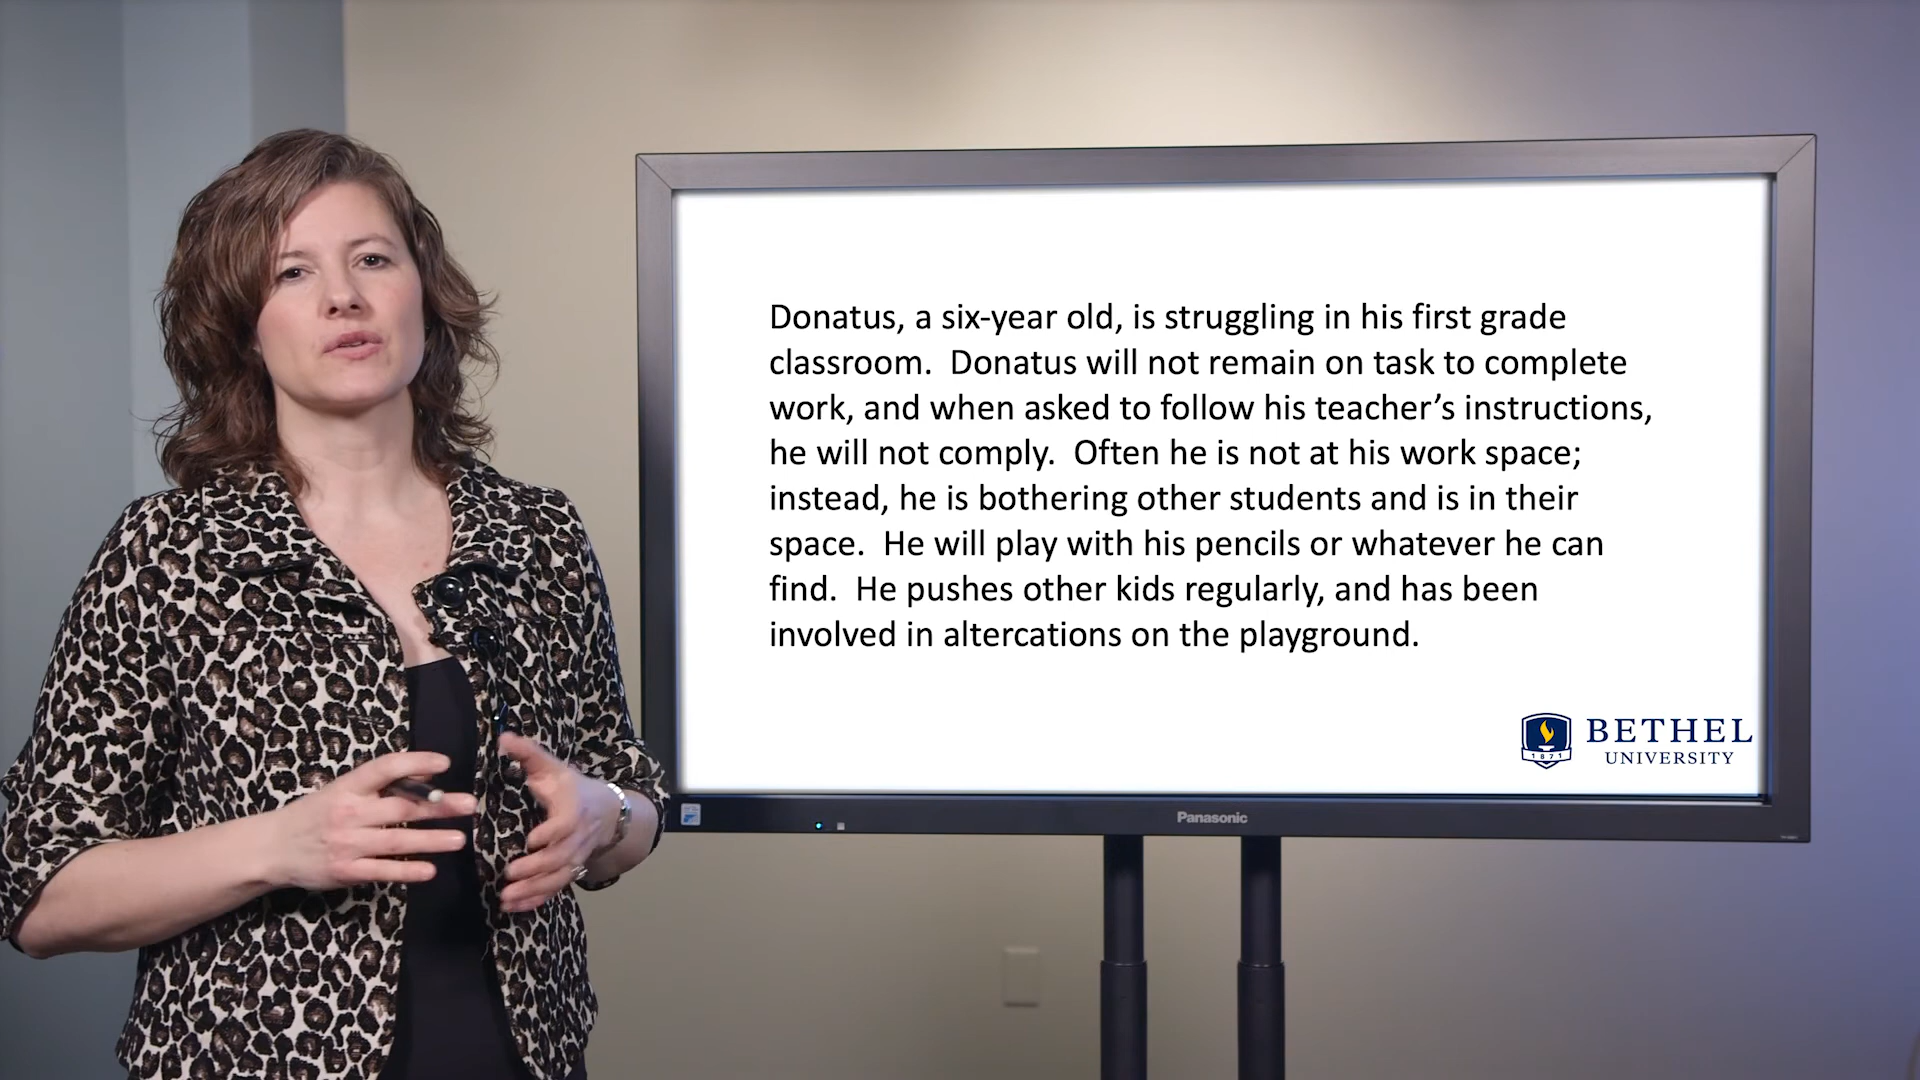 Donatus, a six-year old, is struggling in his first grade
classroom.  Donatus will not remain on task to complete
work, and when asked to follow his teacher’s instructions,
he will not comply.  Often he is not at his work space;
instead, he is bothering other students and is in their
space.  He will play with his pencils or whatever he can
find.  He pushes other kids regularly, and has been
involved in altercations on the playground.
1871
BETHEL
UNIVERSITY
Panasonic